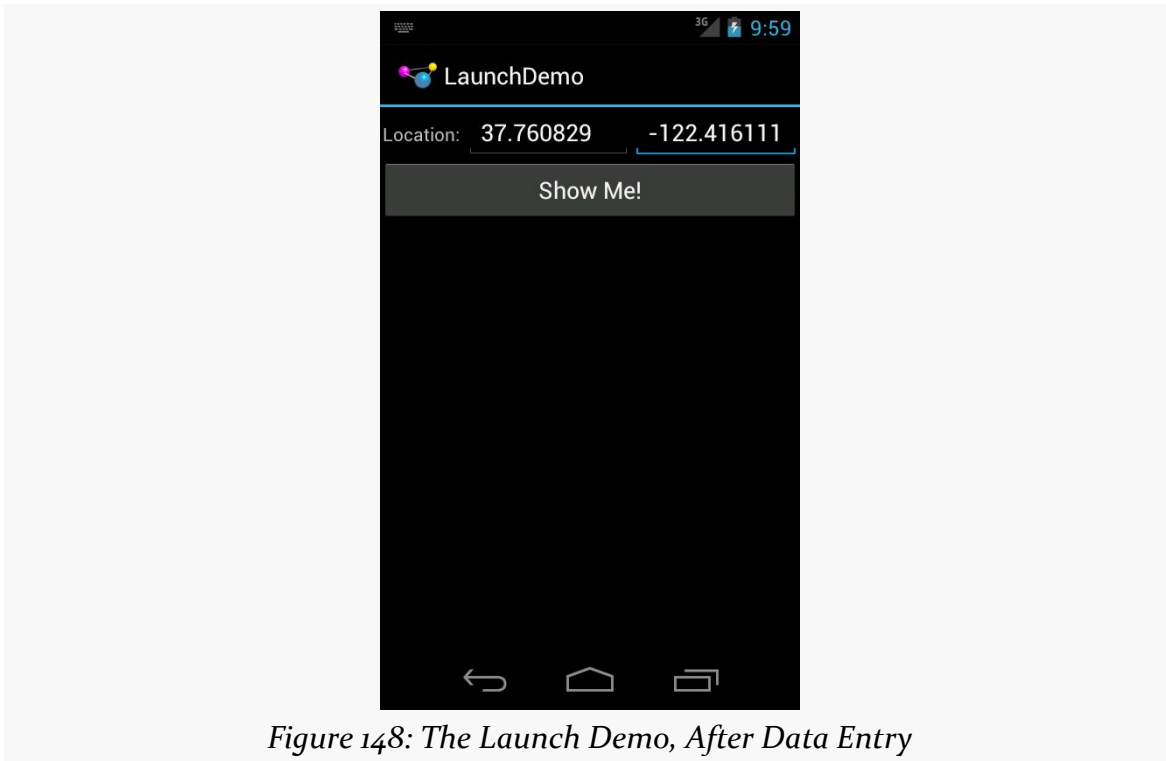 3G 9:59
LaunchDemo
Location: 37.760829 -122.416111
Show Me!
Figure 148: The Launch Demo, After Data Entry